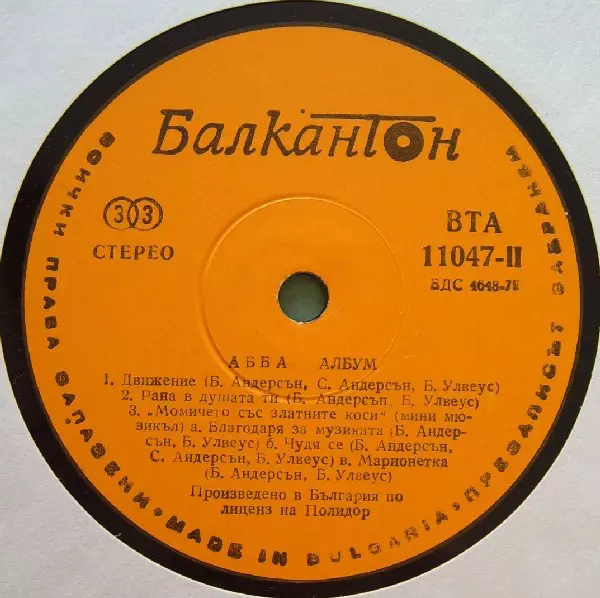 Балкантон
33
СТЕРЕО
ВТА
11047-II
БДС 4648-71
АББА АЛБУМ
1. Движение (Б. Андерсън, С. Андерсън, Б. Улвеус)
2. Рана в душата ти (Б. Андерсън, Б. Улвеус)
3. „Момичето със златните коси“ (мини мю-
зикъл) а. Благодаря за музиката (Б. Андер-
сън, Б. Улвеус) б. Чудя се (Б. Андерсън,
С. Андерсън, Б. Улвеус) в. Марионетка
(Б. Андерсън, Б. Улвеус)
Произведено в България по
лиценз на Полидор
ВСИЧКИ ПРАВА ЗАПАЗЕНИ · MADE IN BULGARIA · ПРЕЗАПИСЪТ ЗАБРАНЕН